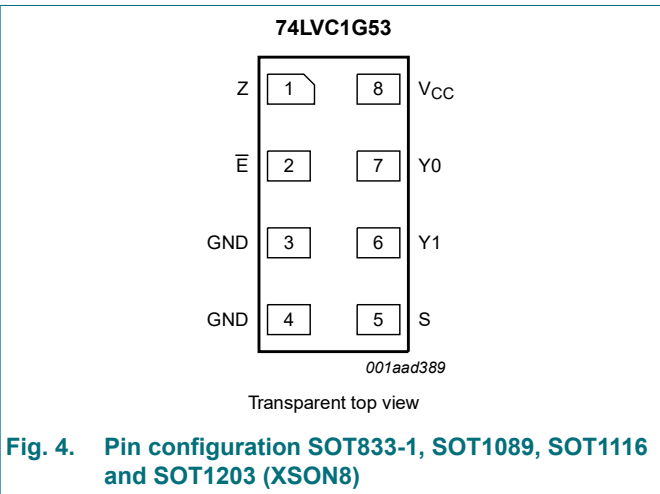 74LVC1G53
Z 1 8 VCC
E̅ 2 7 Y0
GND 3 6 Y1
GND 4 5 S
001aad389
Transparent top view
Fig. 4. Pin configuration SOT833-1, SOT1089, SOT1116
and SOT1203 (XSON8)